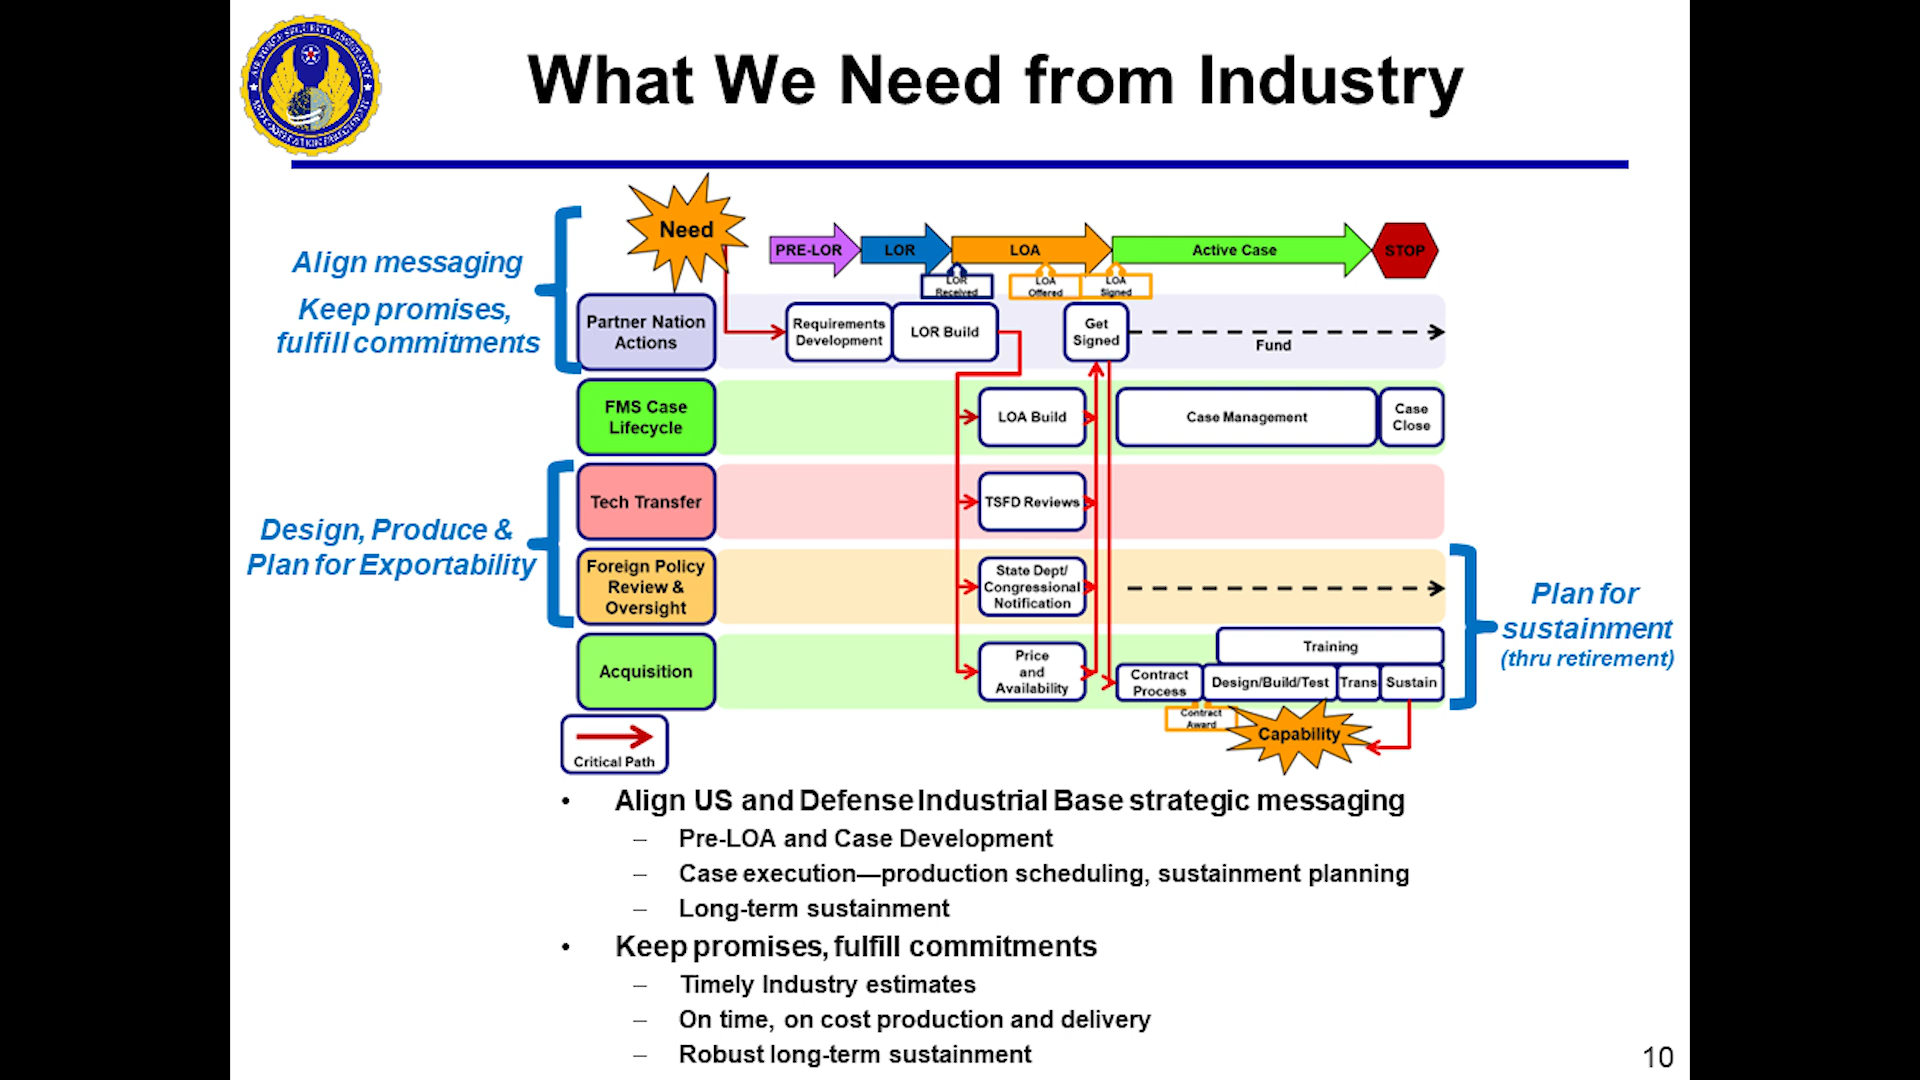 What We Need from Industry
Need
PRE-LOR
LOR
LOA
Active Case
STOP
LOR
Received
LOA
Offered
LOA
Signed
Align messaging
Keep promises,
fulfill commitments
Partner Nation
Actions
Requirements
Development
LOR Build
Get
Signed
Fund
FMS Case
Lifecycle
LOA Build
Case Management
Case
Close
Design, Produce &
Plan for Exportability
Tech Transfer
TSFD Reviews
Foreign Policy
Review &
Oversight
State Dept/
Congressional
Notification
Plan for
sustainment
(thru retirement)
Acquisition
Price
and
Availability
Training
Contract
Process
Design/Build/Test
Trans
Sustain
Contract
Award
Capability
Critical Path
• Align US and Defense Industrial Base strategic messaging
– Pre-LOA and Case Development
– Case execution—production scheduling, sustainment planning
– Long-term sustainment
• Keep promises, fulfill commitments
– Timely Industry estimates
– On time, on cost production and delivery
– Robust long-term sustainment
10